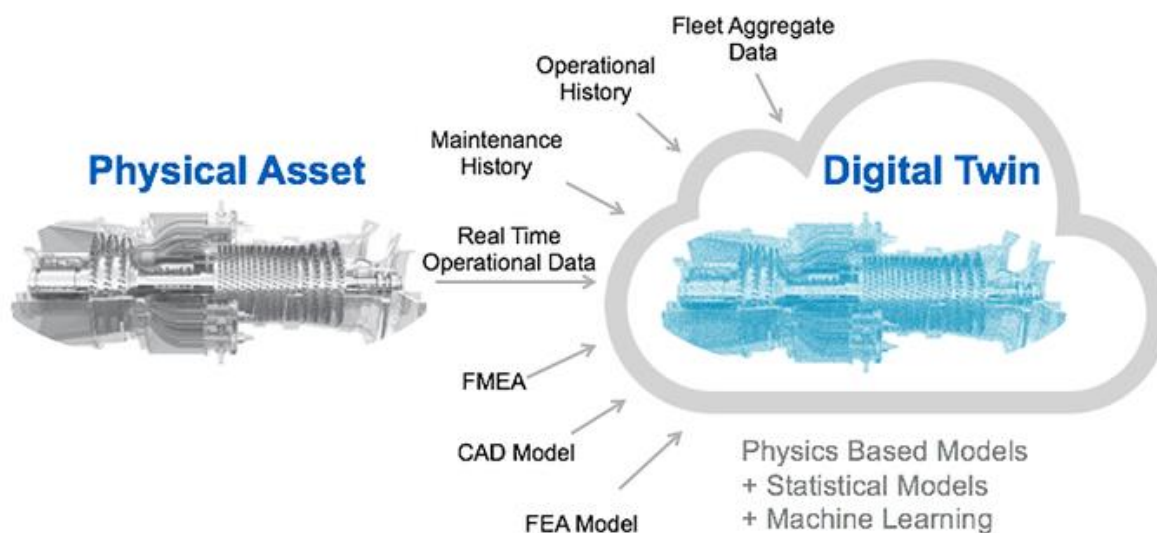 Fleet Aggregate
Data
Operational
History
Maintenance
History
Physical Asset
Digital Twin
Real Time
Operational Data
FMEA
CAD Model
FEA Model
Physics Based Models
+ Statistical Models
+ Machine Learning